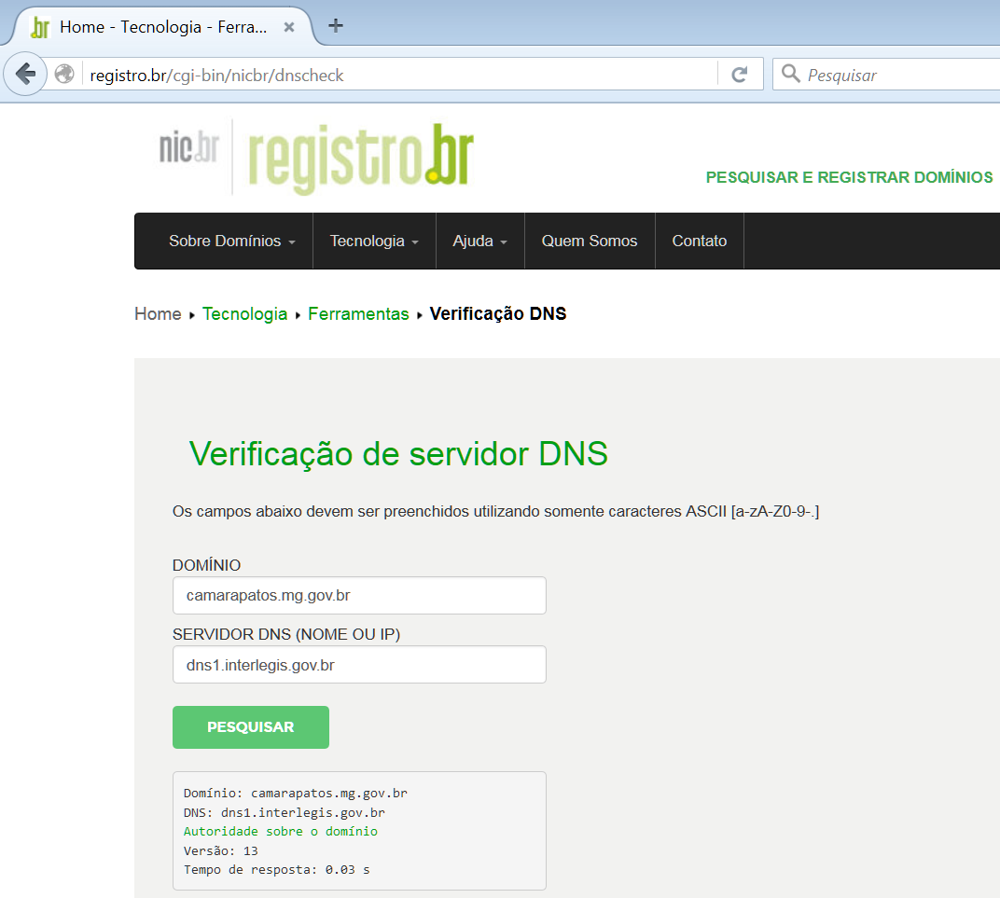 .br Home - Tecnologia - Ferra... × +
registro.br/cgi-bin/nicbr/dnscheck
Pesquisar
nic.br registro.br
PESQUISAR E REGISTRAR DOMÍNIOS
Sobre Domínios Tecnologia Ajuda Quem Somos Contato
Home Tecnologia Ferramentas Verificação DNS
Verificação de servidor DNS
Os campos abaixo devem ser preenchidos utilizando somente caracteres ASCII [a-zA-Z0-9-.]
DOMÍNIO
camarapatos.mg.gov.br
SERVIDOR DNS (NOME OU IP)
dns1.interlegis.gov.br
PESQUISAR
Domínio: camarapatos.mg.gov.br
DNS: dns1.interlegis.gov.br
Autoridade sobre o domínio
Versão: 13
Tempo de resposta: 0.03 s